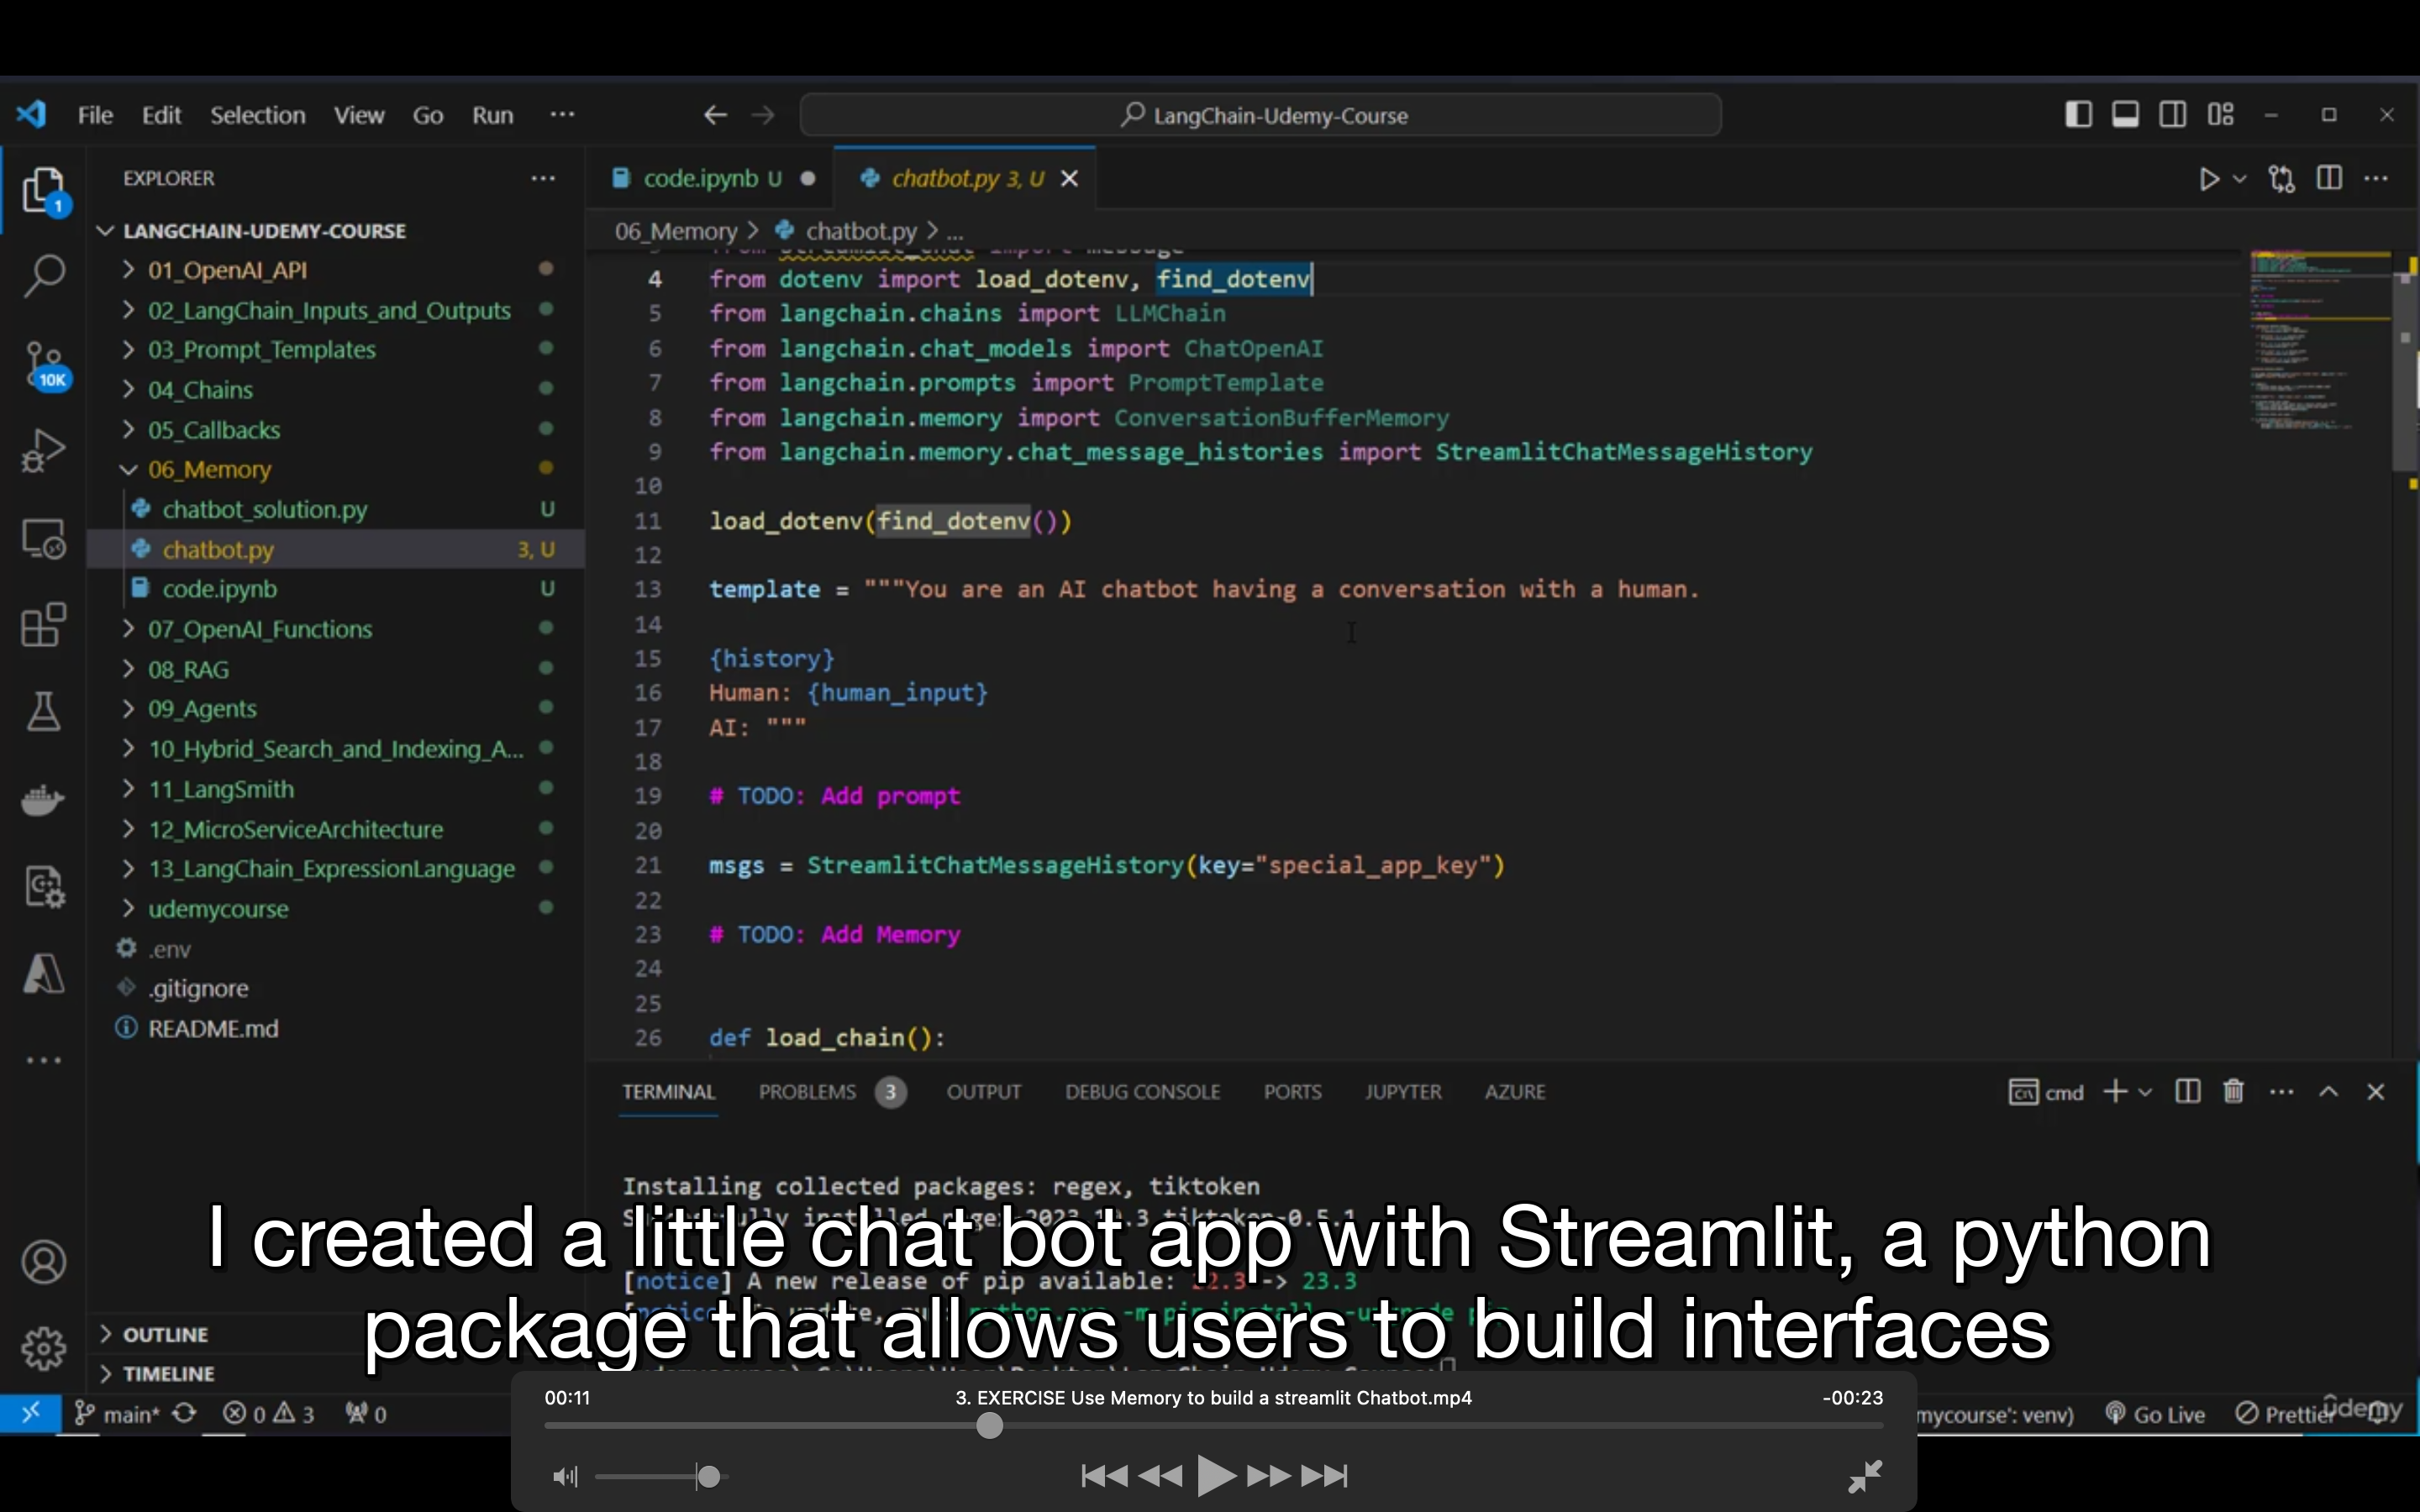 File Edit Selection View Go Run ···
LangChain-Udemy-Course
EXPLORER
LANGCHAIN-UDEMY-COURSE
01_OpenAI_API
02_LangChain_Inputs_and_Outputs
03_Prompt_Templates
04_Chains
05_Callbacks
06_Memory
chatbot_solution.py U
chatbot.py 3, U
code.ipynb U
07_OpenAI_Functions
08_RAG
09_Agents
10_Hybrid_Search_and_Indexing_A...
11_LangSmith
12_MicroServiceArchitecture
13_LangChain_ExpressionLanguage
udemycourse
.env
.gitignore
README.md
OUTLINE
TIMELINE
1
10K
code.ipynb U
chatbot.py 3, U
06_Memory > chatbot.py > ...
4 from dotenv import load_dotenv, find_dotenv
5 from langchain.chains import LLMChain
6 from langchain.chat_models import ChatOpenAI
7 from langchain.prompts import PromptTemplate
8 from langchain.memory import ConversationBufferMemory
9 from langchain.memory.chat_message_histories import StreamlitChatMessageHistory
10
11 load_dotenv(find_dotenv())
12
13 template = """You are an AI chatbot having a conversation with a human.
14
15 {history}
16 Human: {human_input}
17 AI: """
18
19 # TODO: Add prompt
20
21 msgs = StreamlitChatMessageHistory(key="special_app_key")
22
23 # TODO: Add Memory
24
25
26 def load_chain():
TERMINAL PROBLEMS 3 OUTPUT DEBUG CONSOLE PORTS JUPYTER AZURE
cmd
Installing collected packages: regex, tiktoken
[notice] A new release of pip available: -> 23.3
I created a little chat bot app with Streamlit, a python
package that allows users to build interfaces
00:11 3. EXERCISE Use Memory to build a streamlit Chatbot.mp4 -00:23
main* 0 3 0
mycourse': venv) Go Live Prettier
ûdemy